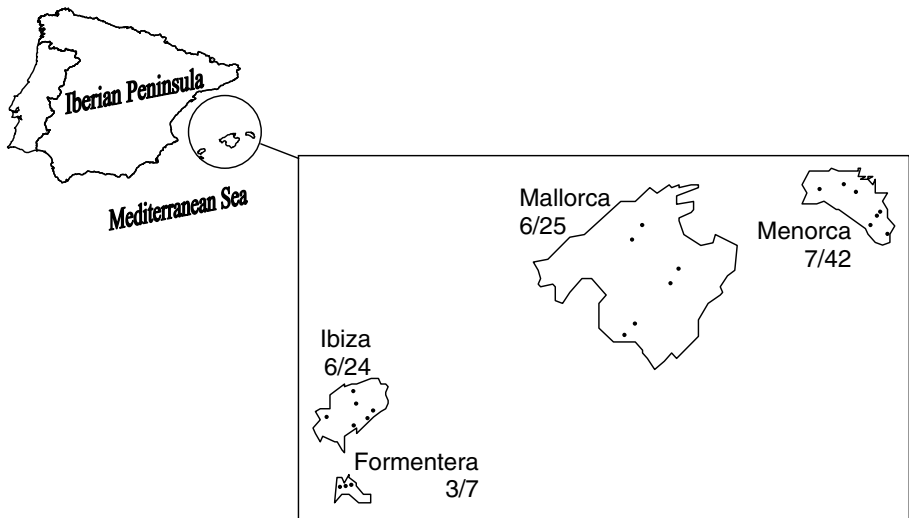 Iberian Peninsula
Mediterranean Sea
Mallorca
6/25
Menorca
7/42
Ibiza
6/24
Formentera
3/7